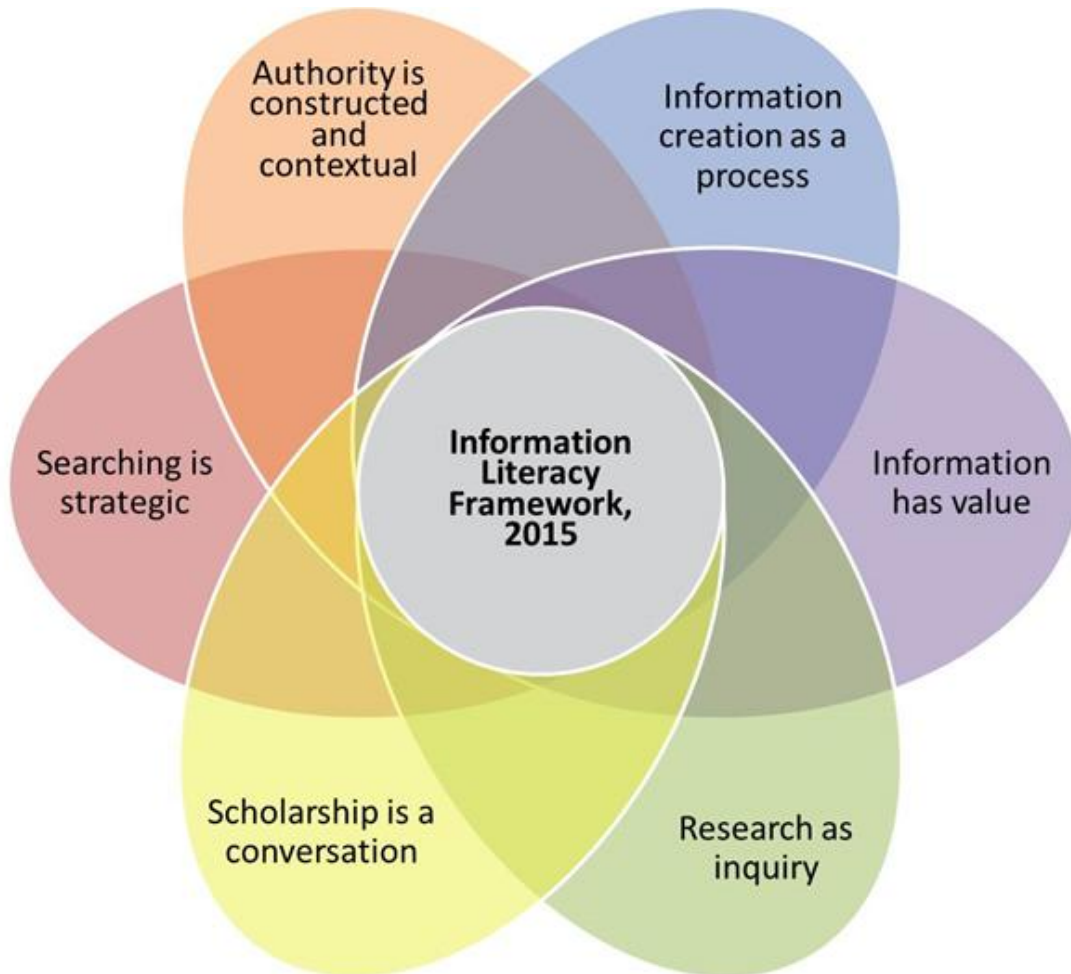 Authority is
constructed
and
contextual
Information
creation as a
process
Searching is
strategic
Information
Literacy
Framework,
2015
Information
has value
Scholarship is a
conversation
Research as
inquiry